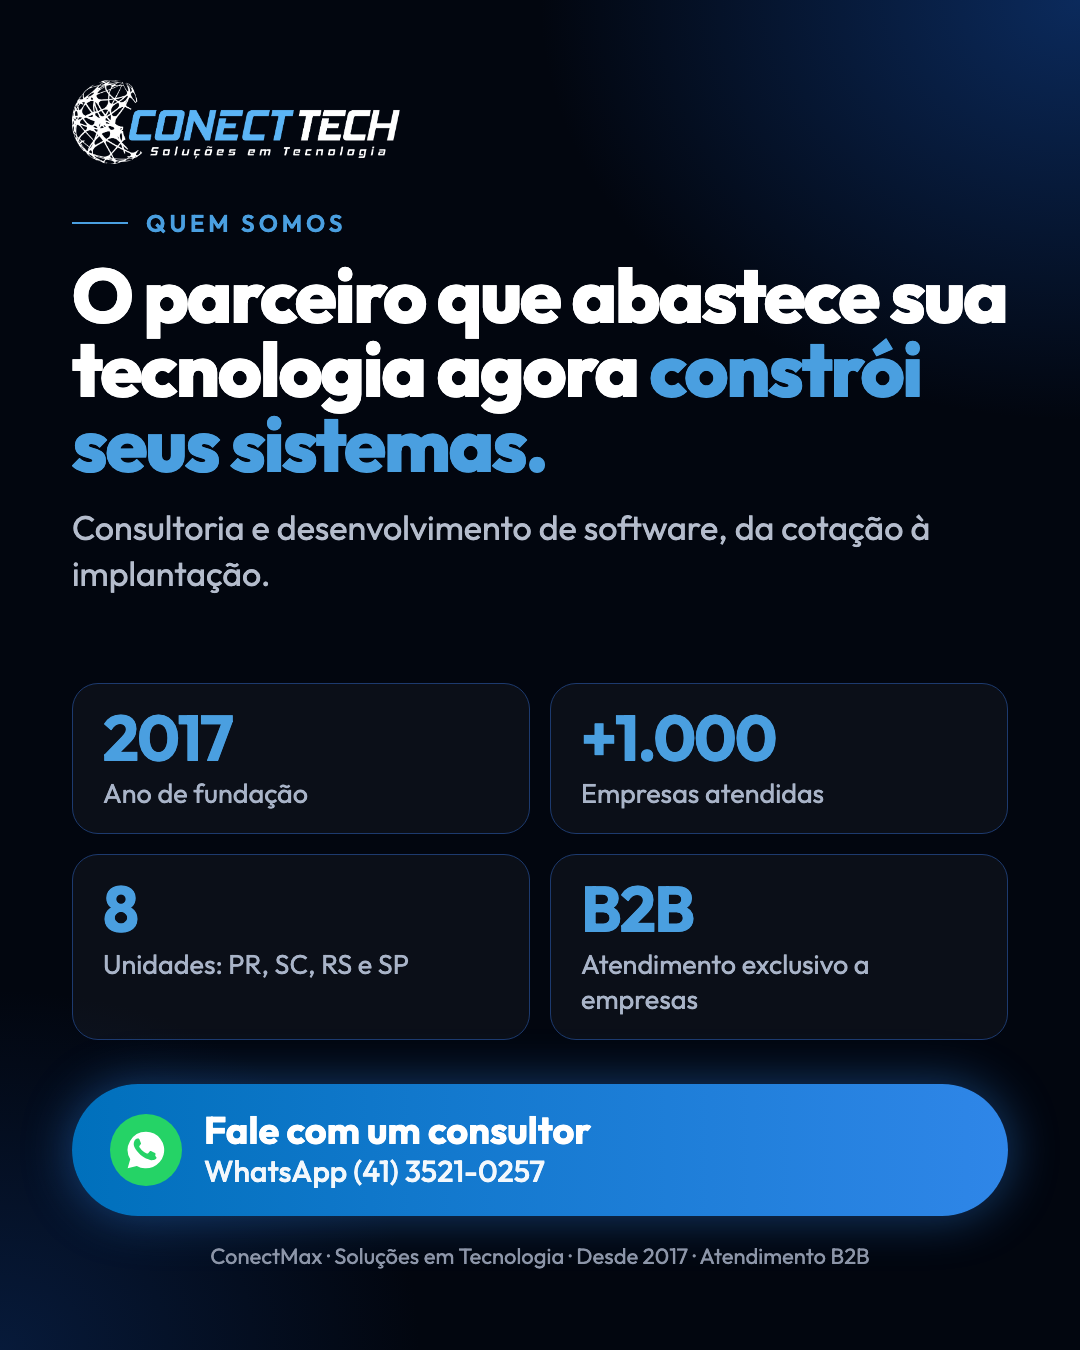 CONECTTECH
Soluções em Tecnologia
QUEM SOMOS
O parceiro que abastece sua
tecnologia agora constrói
seus sistemas.
Consultoria e desenvolvimento de software, da cotação à
implantação.
2017
Ano de fundação
+1.000
Empresas atendidas
8
Unidades: PR, SC, RS e SP
B2B
Atendimento exclusivo a
empresas
Fale com um consultor
WhatsApp (41) 3521-0257
ConectMax · Soluções em Tecnologia · Desde 2017 · Atendimento B2B